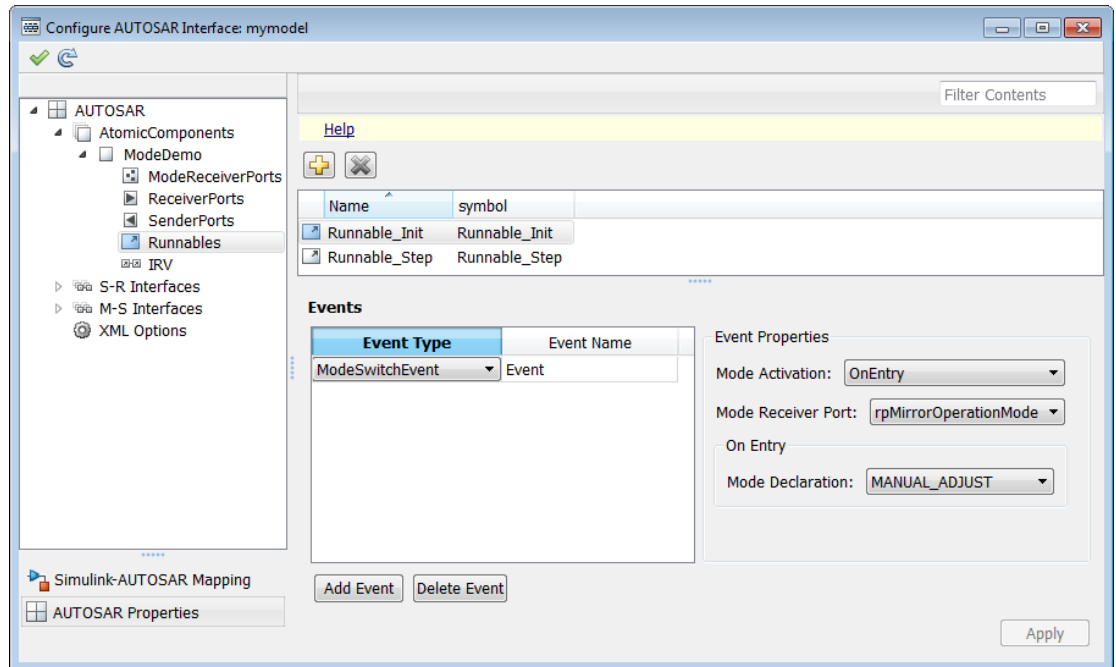 Configure AUTOSAR Interface: mymodel
Filter Contents
AUTOSAR
AtomicComponents
ModeDemo
ModeReceiverPorts
ReceiverPorts
SenderPorts
Runnables
IRV
S-R Interfaces
M-S Interfaces
XML Options
Simulink-AUTOSAR Mapping
AUTOSAR Properties
Help
Name symbol
Runnable_Init Runnable_Init
Runnable_Step Runnable_Step
Events
Event Type Event Name
ModeSwitchEvent Event
Add Event Delete Event
Event Properties
Mode Activation: OnEntry
Mode Receiver Port: rpMirrorOperationMode
On Entry
Mode Declaration: MANUAL_ADJUST
Apply